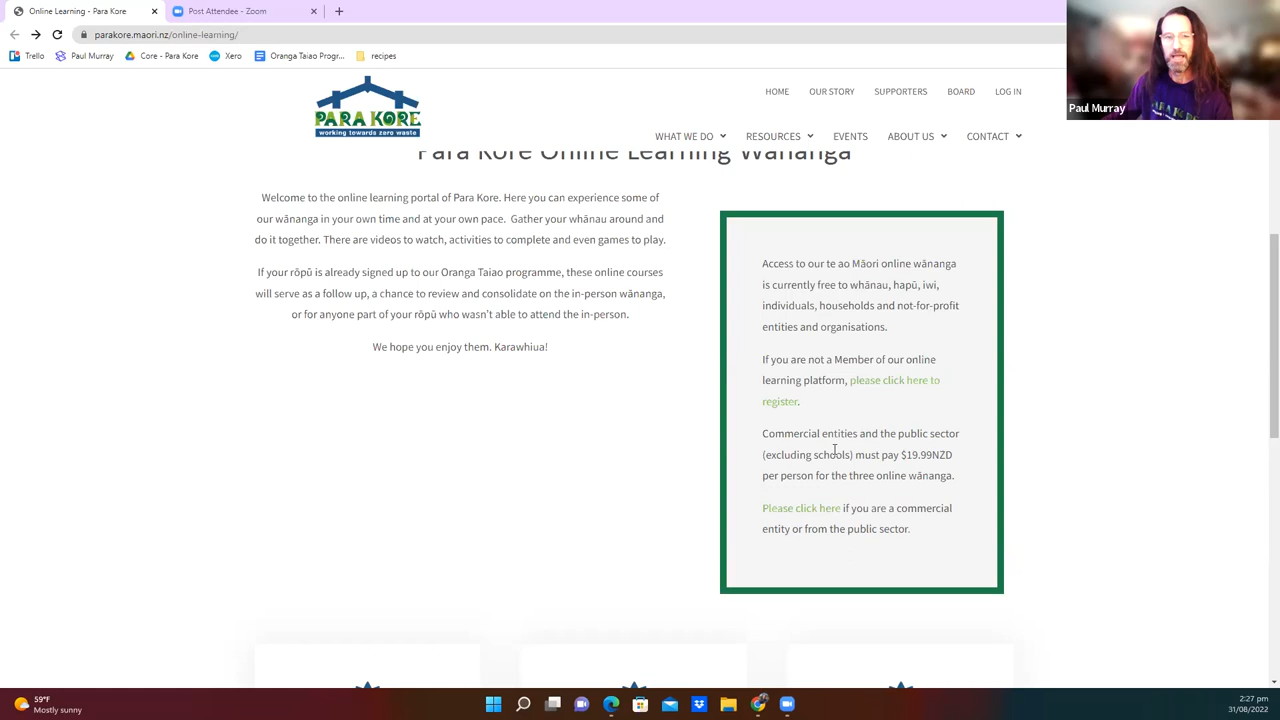 Online Learning - Para Kore
Post Attendee - Zoom
parakore.maori.nz/online-learning/
Trello
Paul Murray
Core - Para Kore
Xero
Oranga Taiao Progr...
recipes
Paul Murray
PARA KORE
working towards zero waste
HOME
OUR STORY
SUPPORTERS
BOARD
LOG IN
WHAT WE DO
RESOURCES
EVENTS
ABOUT US
CONTACT
Para Kore Online Learning Wānanga
Welcome to the online learning portal of Para Kore. Here you can experience some of
our wānanga in your own time and at your own pace. Gather your whānau around and
do it together. There are videos to watch, activities to complete and even games to play.
If your rōpū is already signed up to our Oranga Taiao programme, these online courses
will serve as a follow up, a chance to review and consolidate on the in-person wānanga,
or for anyone part of your rōpū who wasn't able to attend the in-person.
We hope you enjoy them. Karawhiua!
Access to our te ao Māori online wānanga
is currently free to whānau, hapū, iwi,
individuals, households and not-for-profit
entities and organisations.
If you are not a Member of our online
learning platform, please click here to
register.
Commercial entities and the public sector
(excluding schools) must pay $19.99NZD
per person for the three online wānanga.
Please click here if you are a commercial
entity or from the public sector.
59°F
Mostly sunny
2:27 pm
31/08/2022